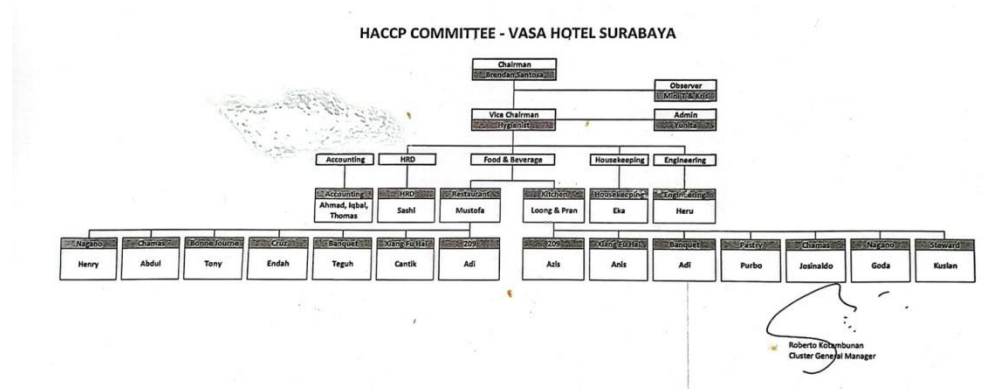 HACCP COMMITTEE - VASA HOTEL SURABAYA
Chairman
Brendan Santosa
Observer
Mini T & Kris
Vice Chairman
Hygienist
Admin
Yunita
Accounting
HRD
Food & Beverage
Housekeeping
Engineering
Accounting
HRD
Restaurant
Kitchen
Housekeeping
Engineering
Ahmad, Iqbal,
Thomas
Sashi
Mustofa
Loong & Pran
Eka
Heru
Nagano
Chamas
Bonne Journe
Cruz
Banquet
Xiang Fu Hai
209
209
Xiang Fu Hai
Banquet
Pastry
Chamas
Nagano
Steward
Henry
Abdul
Tony
Endah
Teguh
Cantik
Adi
Azis
Anis
Adi
Purbo
Josinaldo
Goda
Kuslan
Roberto Kotambunan
Cluster General Manager